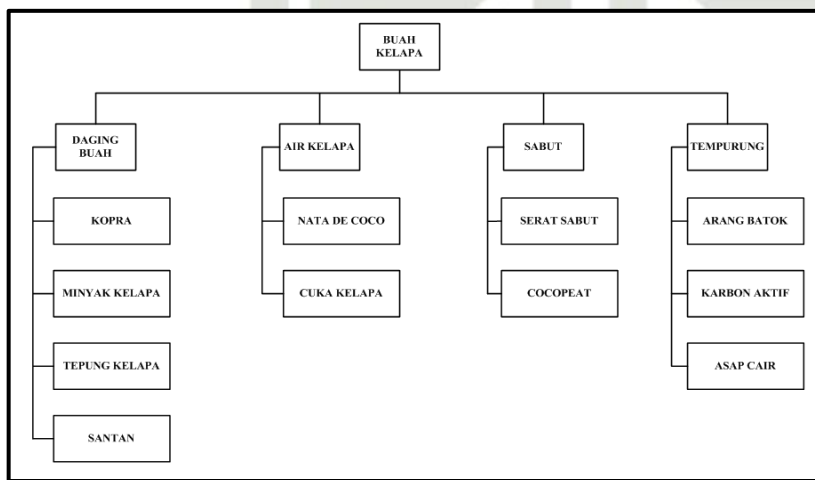 BUAH
KELAPA
DAGING
BUAH
AIR KELAPA
SABUT
TEMPURUNG
KOPRA
NATA DE COCO
SERAT SABUT
ARANG BATOK
MINYAK KELAPA
CUKA KELAPA
COCOPEAT
KARBON AKTIF
TEPUNG KELAPA
ASAP CAIR
SANTAN